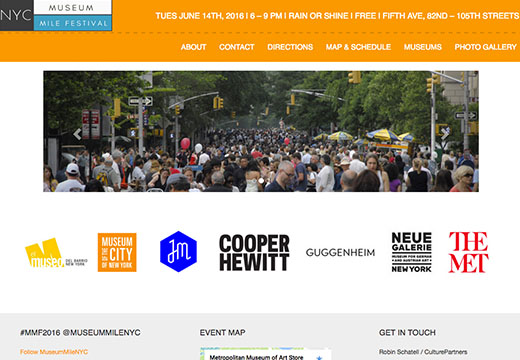 NYC
MUSEUM
MILE FESTIVAL
TUES JUNE 14TH, 2016 | 6 – 9 PM | RAIN OR SHINE | FREE | FIFTH AVE, 82ND – 105TH STREETS
ABOUT CONTACT DIRECTIONS MAP & SCHEDULE MUSEUMS PHOTO GALLERY
el museo
DEL BARRIO
NEW YORK
MUSEUM
OF THE CITY
OF NEW YORK
JM
COOPER
HEWITT
GUGGENHEIM
NEUE
GALERIE
MUSEUM FOR GERMAN
AND AUSTRIAN ART
NEW YORK
THE
MET
#MMF2016 @MUSEUMMILENYC
Follow MuseumMileNYC
EVENT MAP
Metropolitan Museum of Art Store
GET IN TOUCH
Robin Schatell / CulturePartners